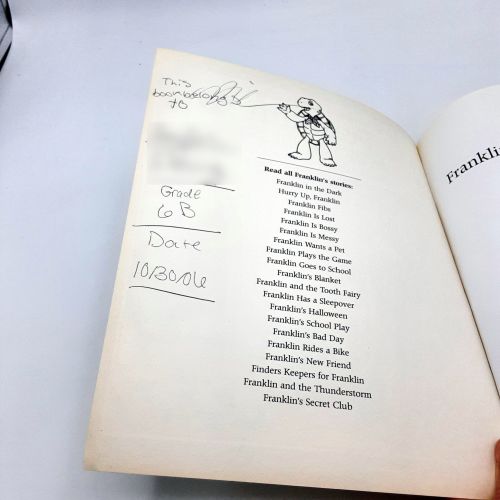 This
book belong
to
Grade
6B
Date
10/30/06
Read all Franklin's stories:
Franklin in the Dark
Hurry Up, Franklin
Franklin Fibs
Franklin Is Lost
Franklin Is Bossy
Franklin Is Messy
Franklin Wants a Pet
Franklin Plays the Game
Franklin Goes to School
Franklin's Blanket
Franklin and the Tooth Fairy
Franklin Has a Sleepover
Franklin's Halloween
Franklin's School Play
Franklin's Bad Day
Franklin Rides a Bike
Franklin's New Friend
Finders Keepers for Franklin
Franklin and the Thunderstorm
Franklin's Secret Club
Franklin